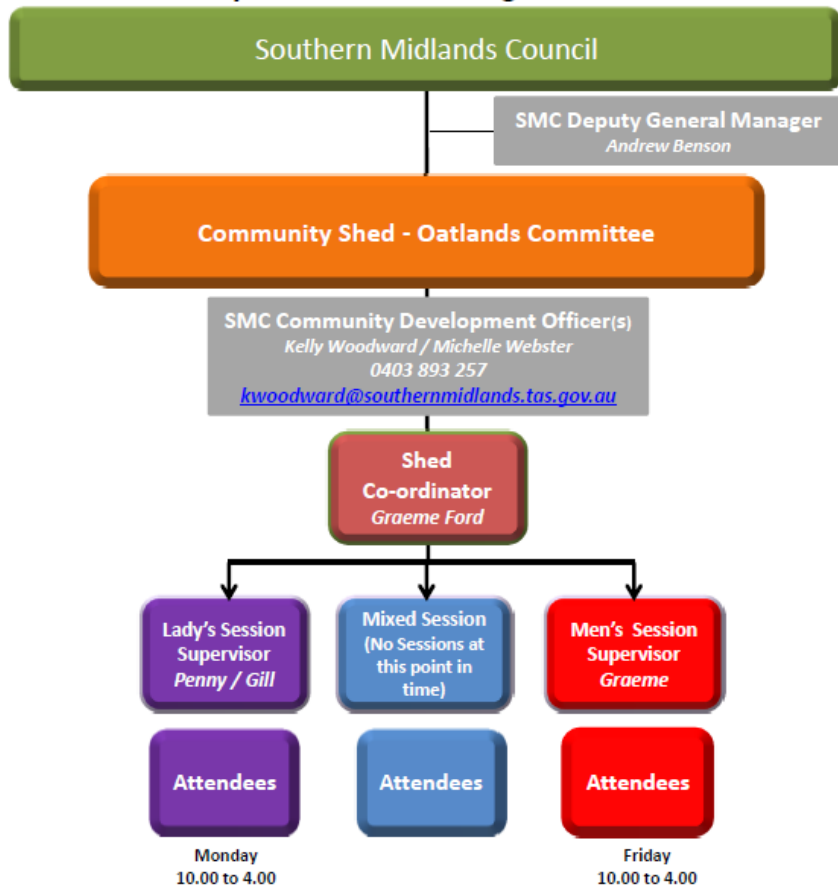 Southern Midlands Council
SMC Deputy General Manager
Andrew Benson
Community Shed - Oatlands Committee
SMC Community Development Officer(s)
Kelly Woodward / Michelle Webster
0403 893 257
kwoodward@southernmidlands.tas.gov.au
Shed
Co-ordinator
Graeme Ford
Lady's Session
Supervisor
Penny / Gill
Mixed Session
(No Sessions at
this point in
time)
Men's Session
Supervisor
Graeme
Attendees
Attendees
Attendees
Monday
10.00 to 4.00
Friday
10.00 to 4.00